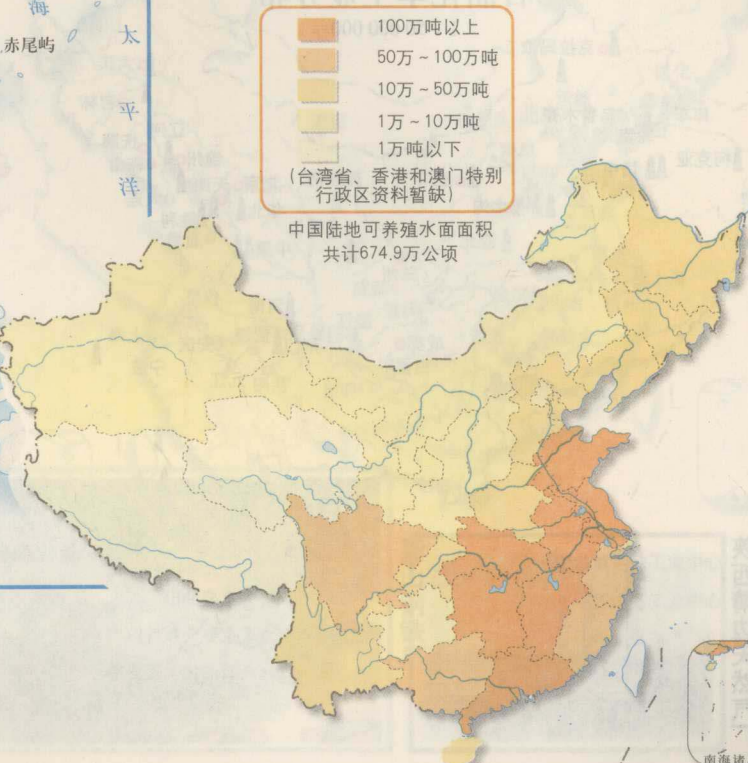 海
赤尾屿
太
平
洋
100万吨以上
50万~100万吨
10万~50万吨
1万~10万吨
1万吨以下
(台湾省、香港和澳门特别
行政区资料暂缺)
中国陆地可养殖水面面积
共计674.9万公顷
南海诸